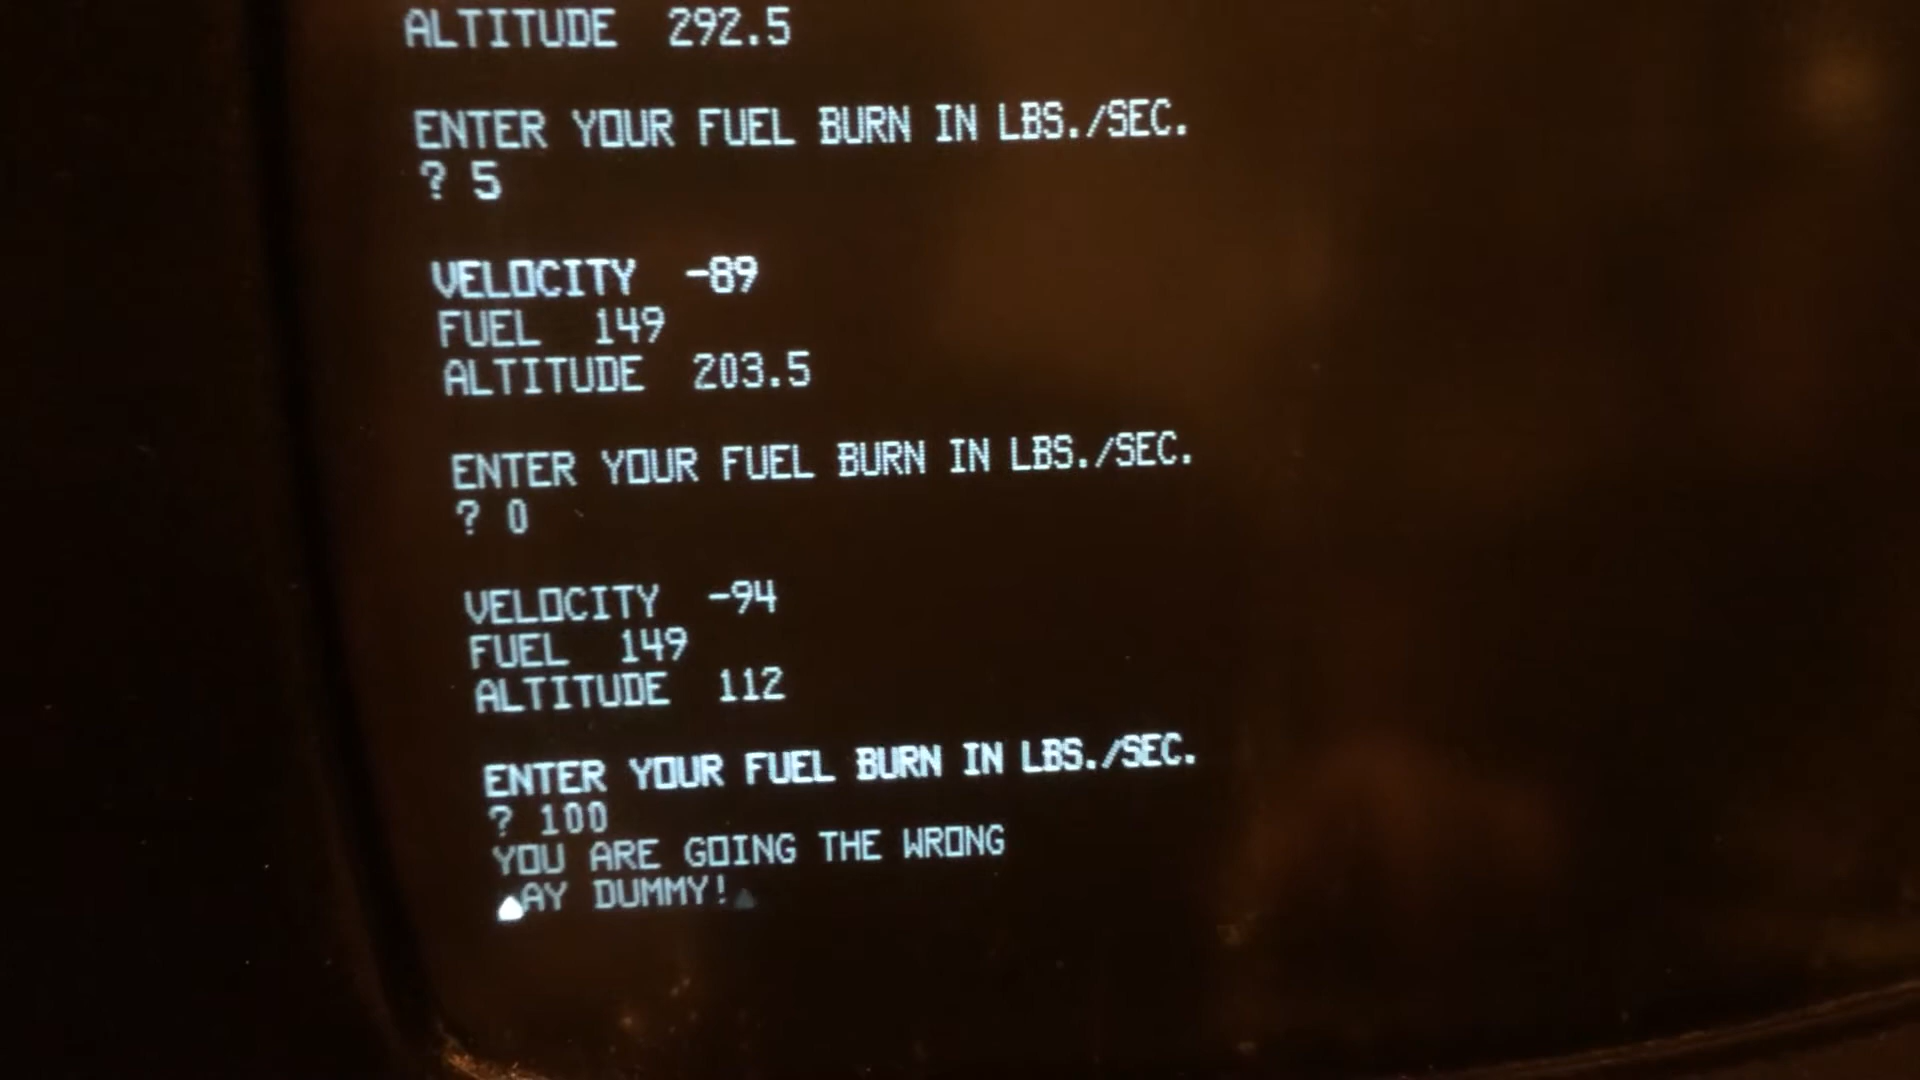 ALTITUDE 292.5
ENTER YOUR FUEL BURN IN LBS./SEC.
? 5
VELOCITY -89
FUEL 149
ALTITUDE 203.5
ENTER YOUR FUEL BURN IN LBS./SEC.
? 0
VELOCITY -94
FUEL 149
ALTITUDE 112
ENTER YOUR FUEL BURN IN LBS./SEC.
? 100
YOU ARE GOING THE WRONG
AY DUMMY!